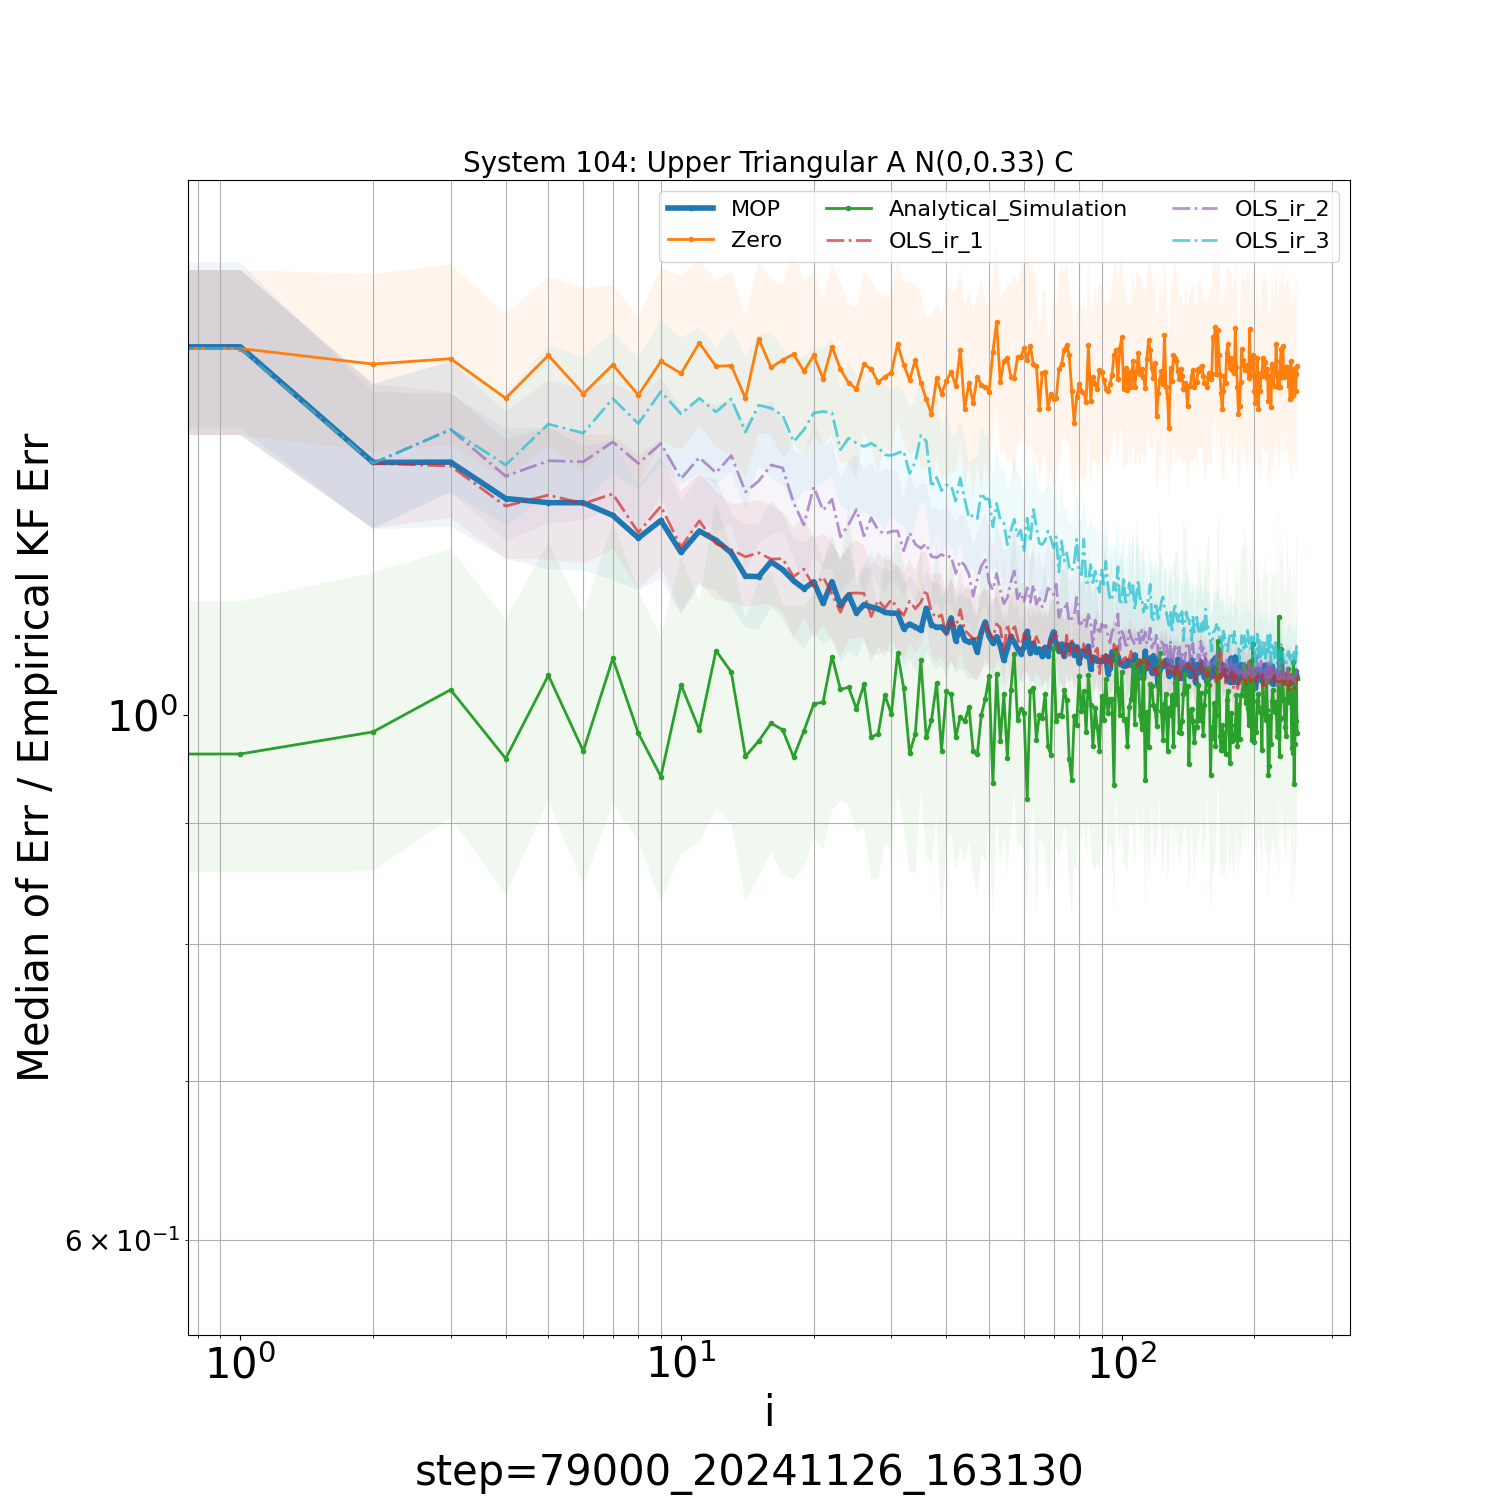 System 104: Upper Triangular A N(0,0.33) C
MOP
Zero
Analytical_Simulation
OLS_ir_1
OLS_ir_2
OLS_ir_3
Median of Err / Empirical KF Err
10⁰
6 × 10⁻¹
10⁰ 10¹ 10²
i
step=79000_20241126_163130